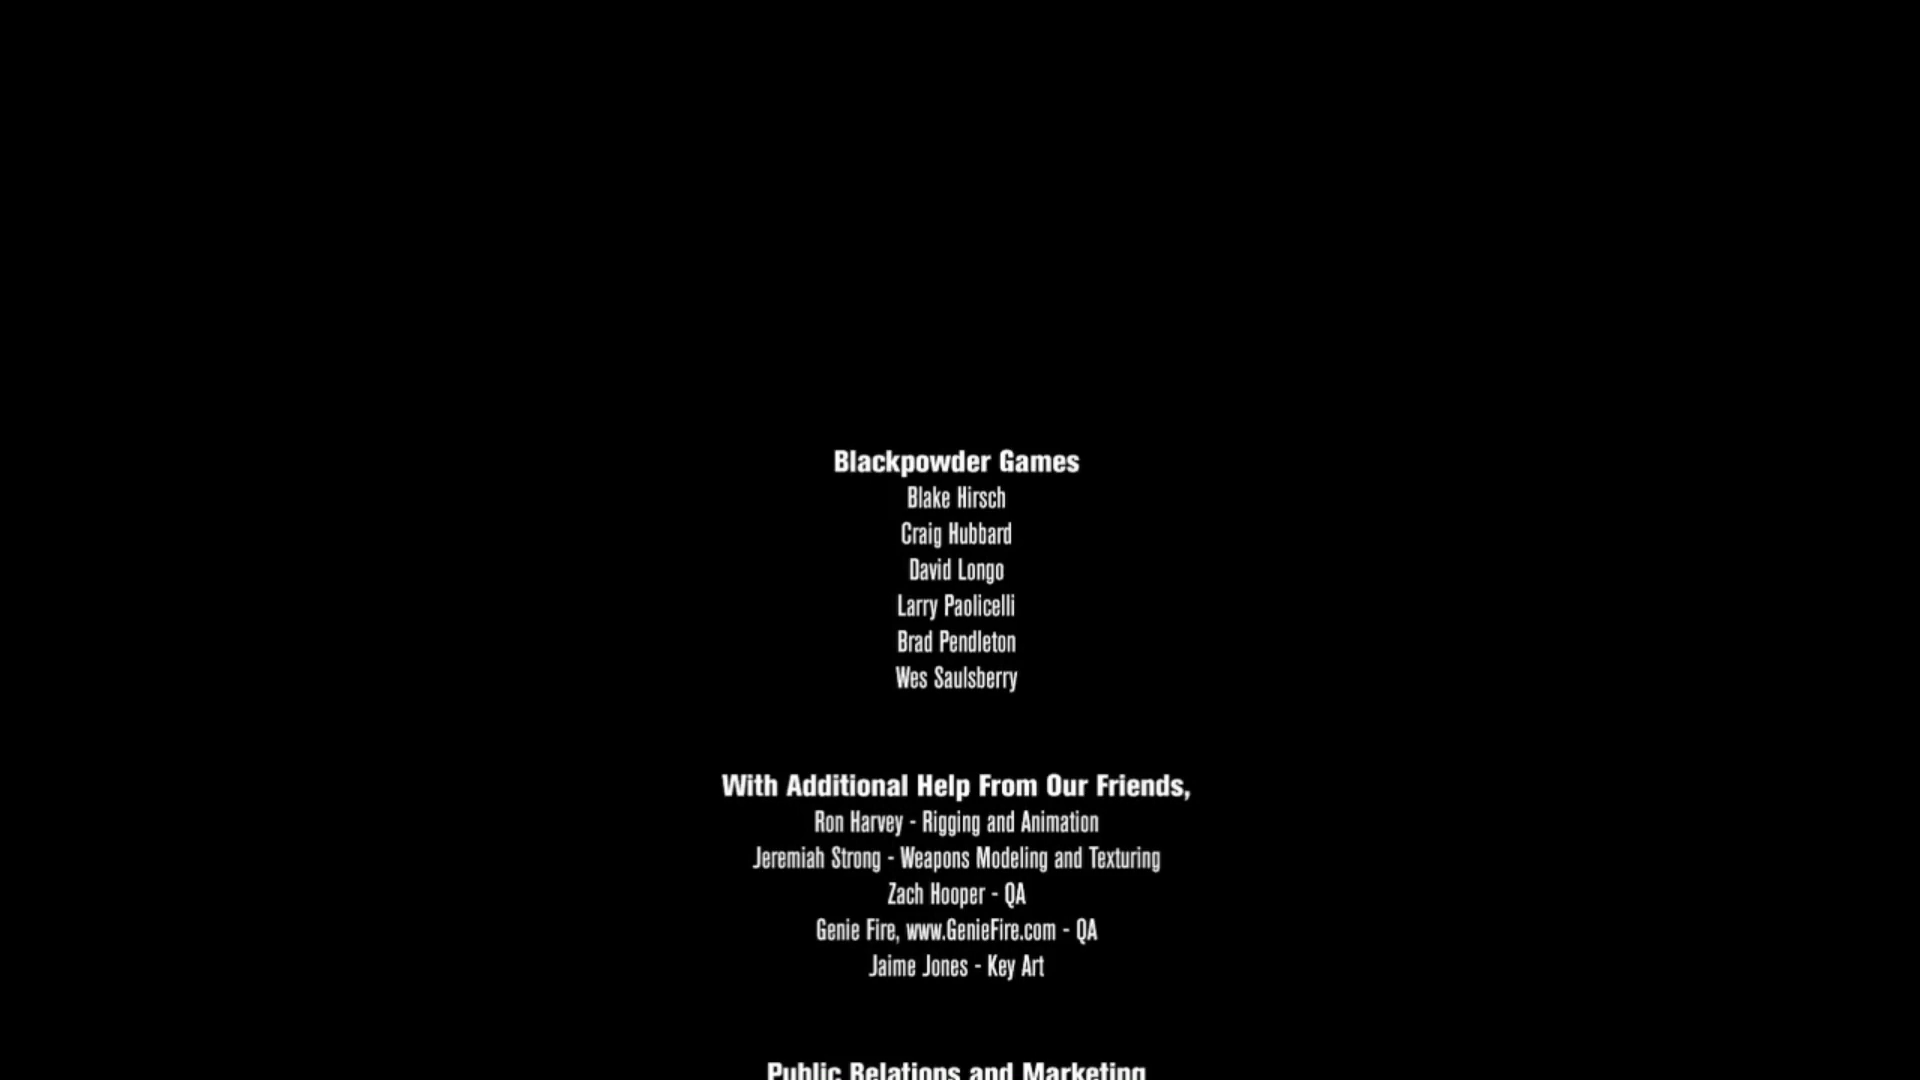 Blackpowder Games
Blake Hirsch
Craig Hubbard
David Longo
Larry Paolicelli
Brad Pendleton
Wes Saulsberry
With Additional Help From Our Friends,
Ron Harvey - Rigging and Animation
Jeremiah Strong - Weapons Modeling and Texturing
Zach Hooper - QA
Genie Fire, www.GenieFire.com - QA
Jaime Jones - Key Art
Public Relations and Marketing